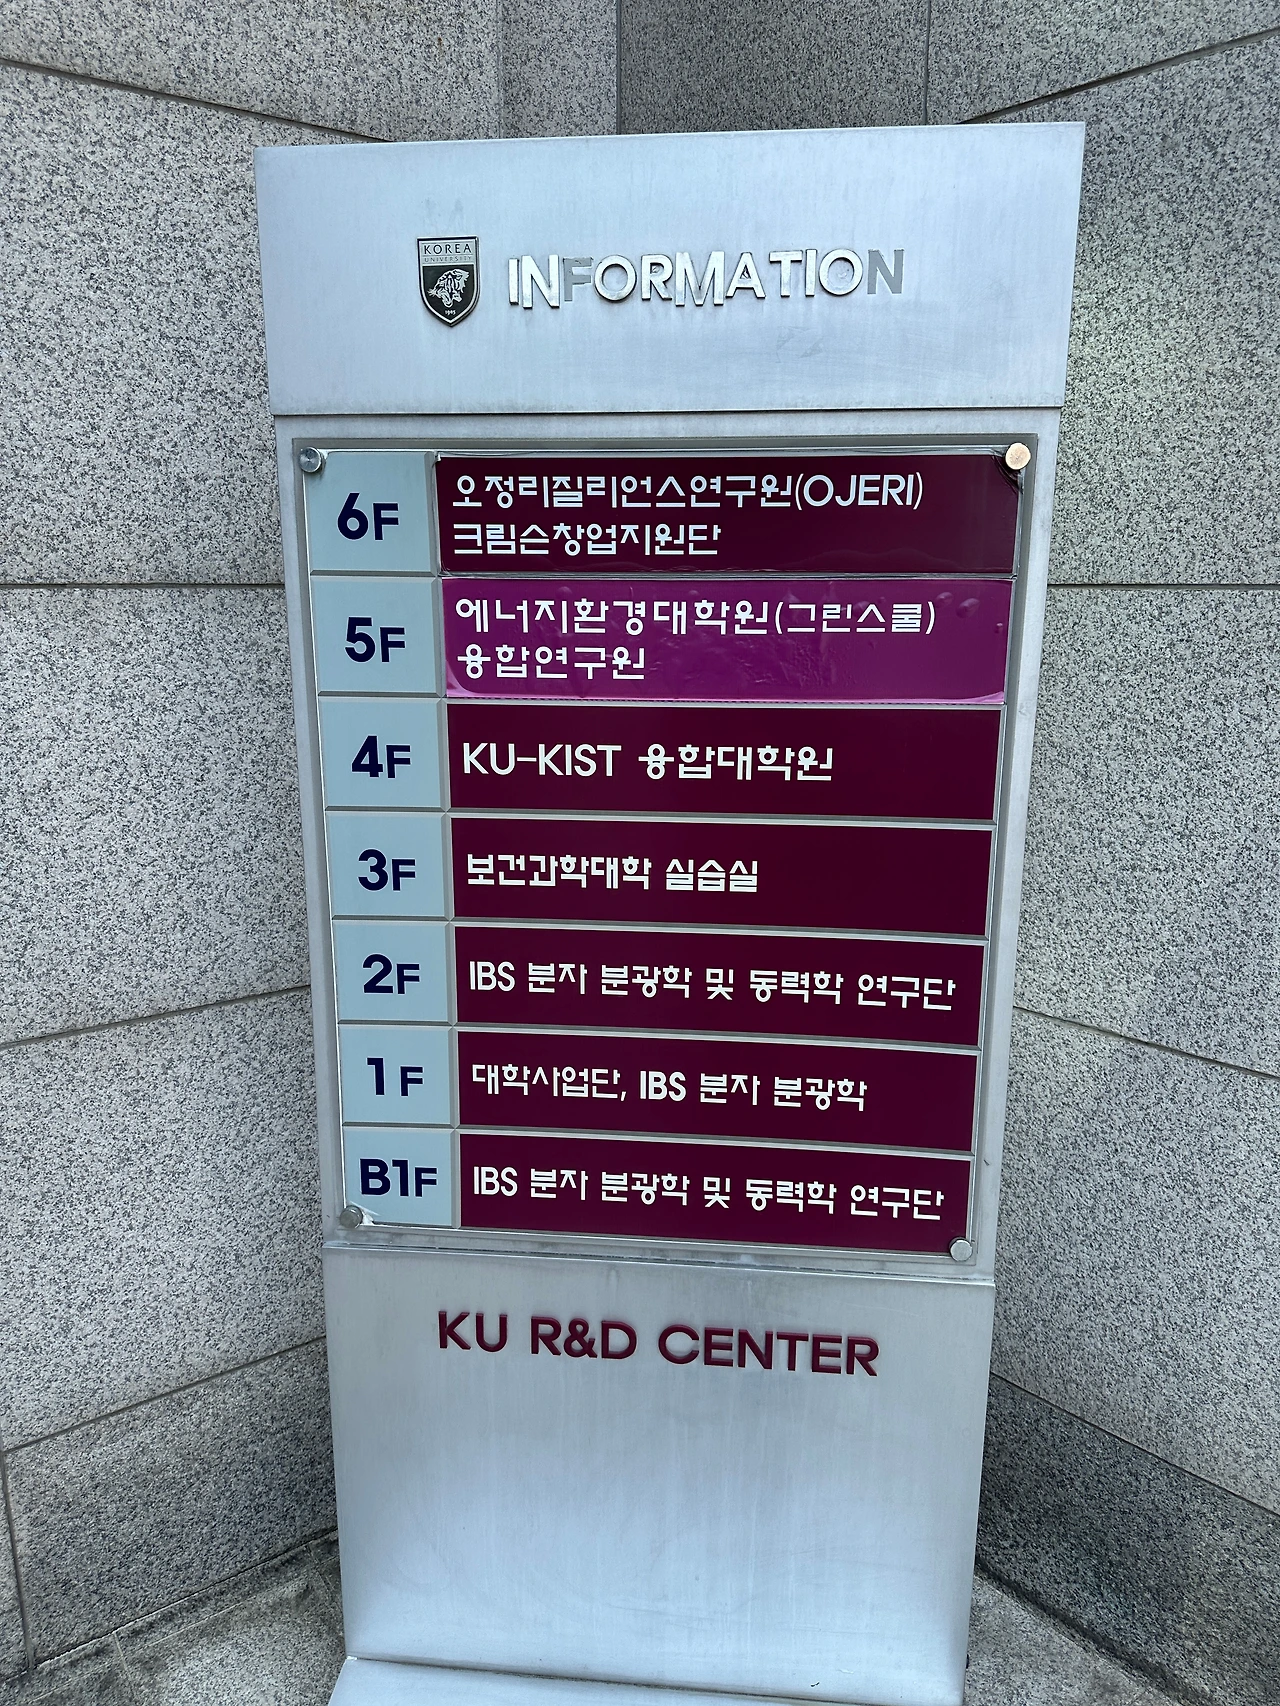 KOREA
UNIVERSITY
1905
INFORMATION
6F
오정리질리언스연구원(OJERI)
크림슨창업지원단
5F
에너지환경대학원(그린스쿨)
융합연구원
4F
KU-KIST 융합대학원
3F
보건과학대학 실습실
2F
IBS 분자 분광학 및 동력학 연구단
1F
대학사업단, IBS 분자 분광학
B1F
IBS 분자 분광학 및 동력학 연구단
KU R&D CENTER